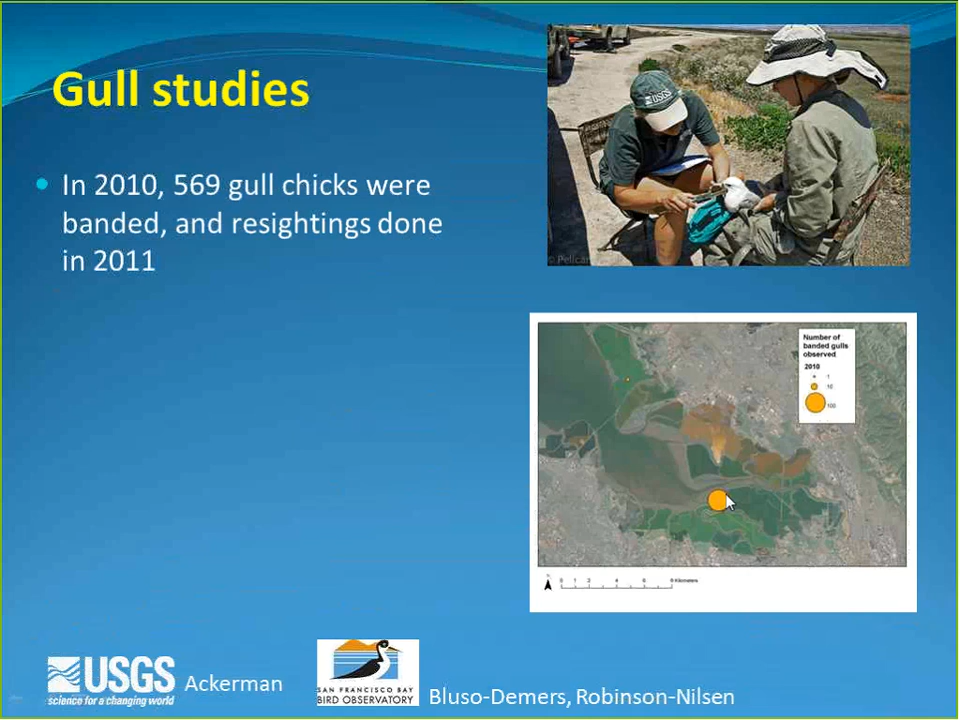 Gull studies
In 2010, 569 gull chicks were
banded, and resightings done
in 2011
USGS
© Pelican
Number of
banded gulls
observed
2010
1
10
100
USGS
science for a changing world
Ackerman
SAN FRANCISCO BAY
BIRD OBSERVATORY
Bluso-Demers, Robinson-Nilsen